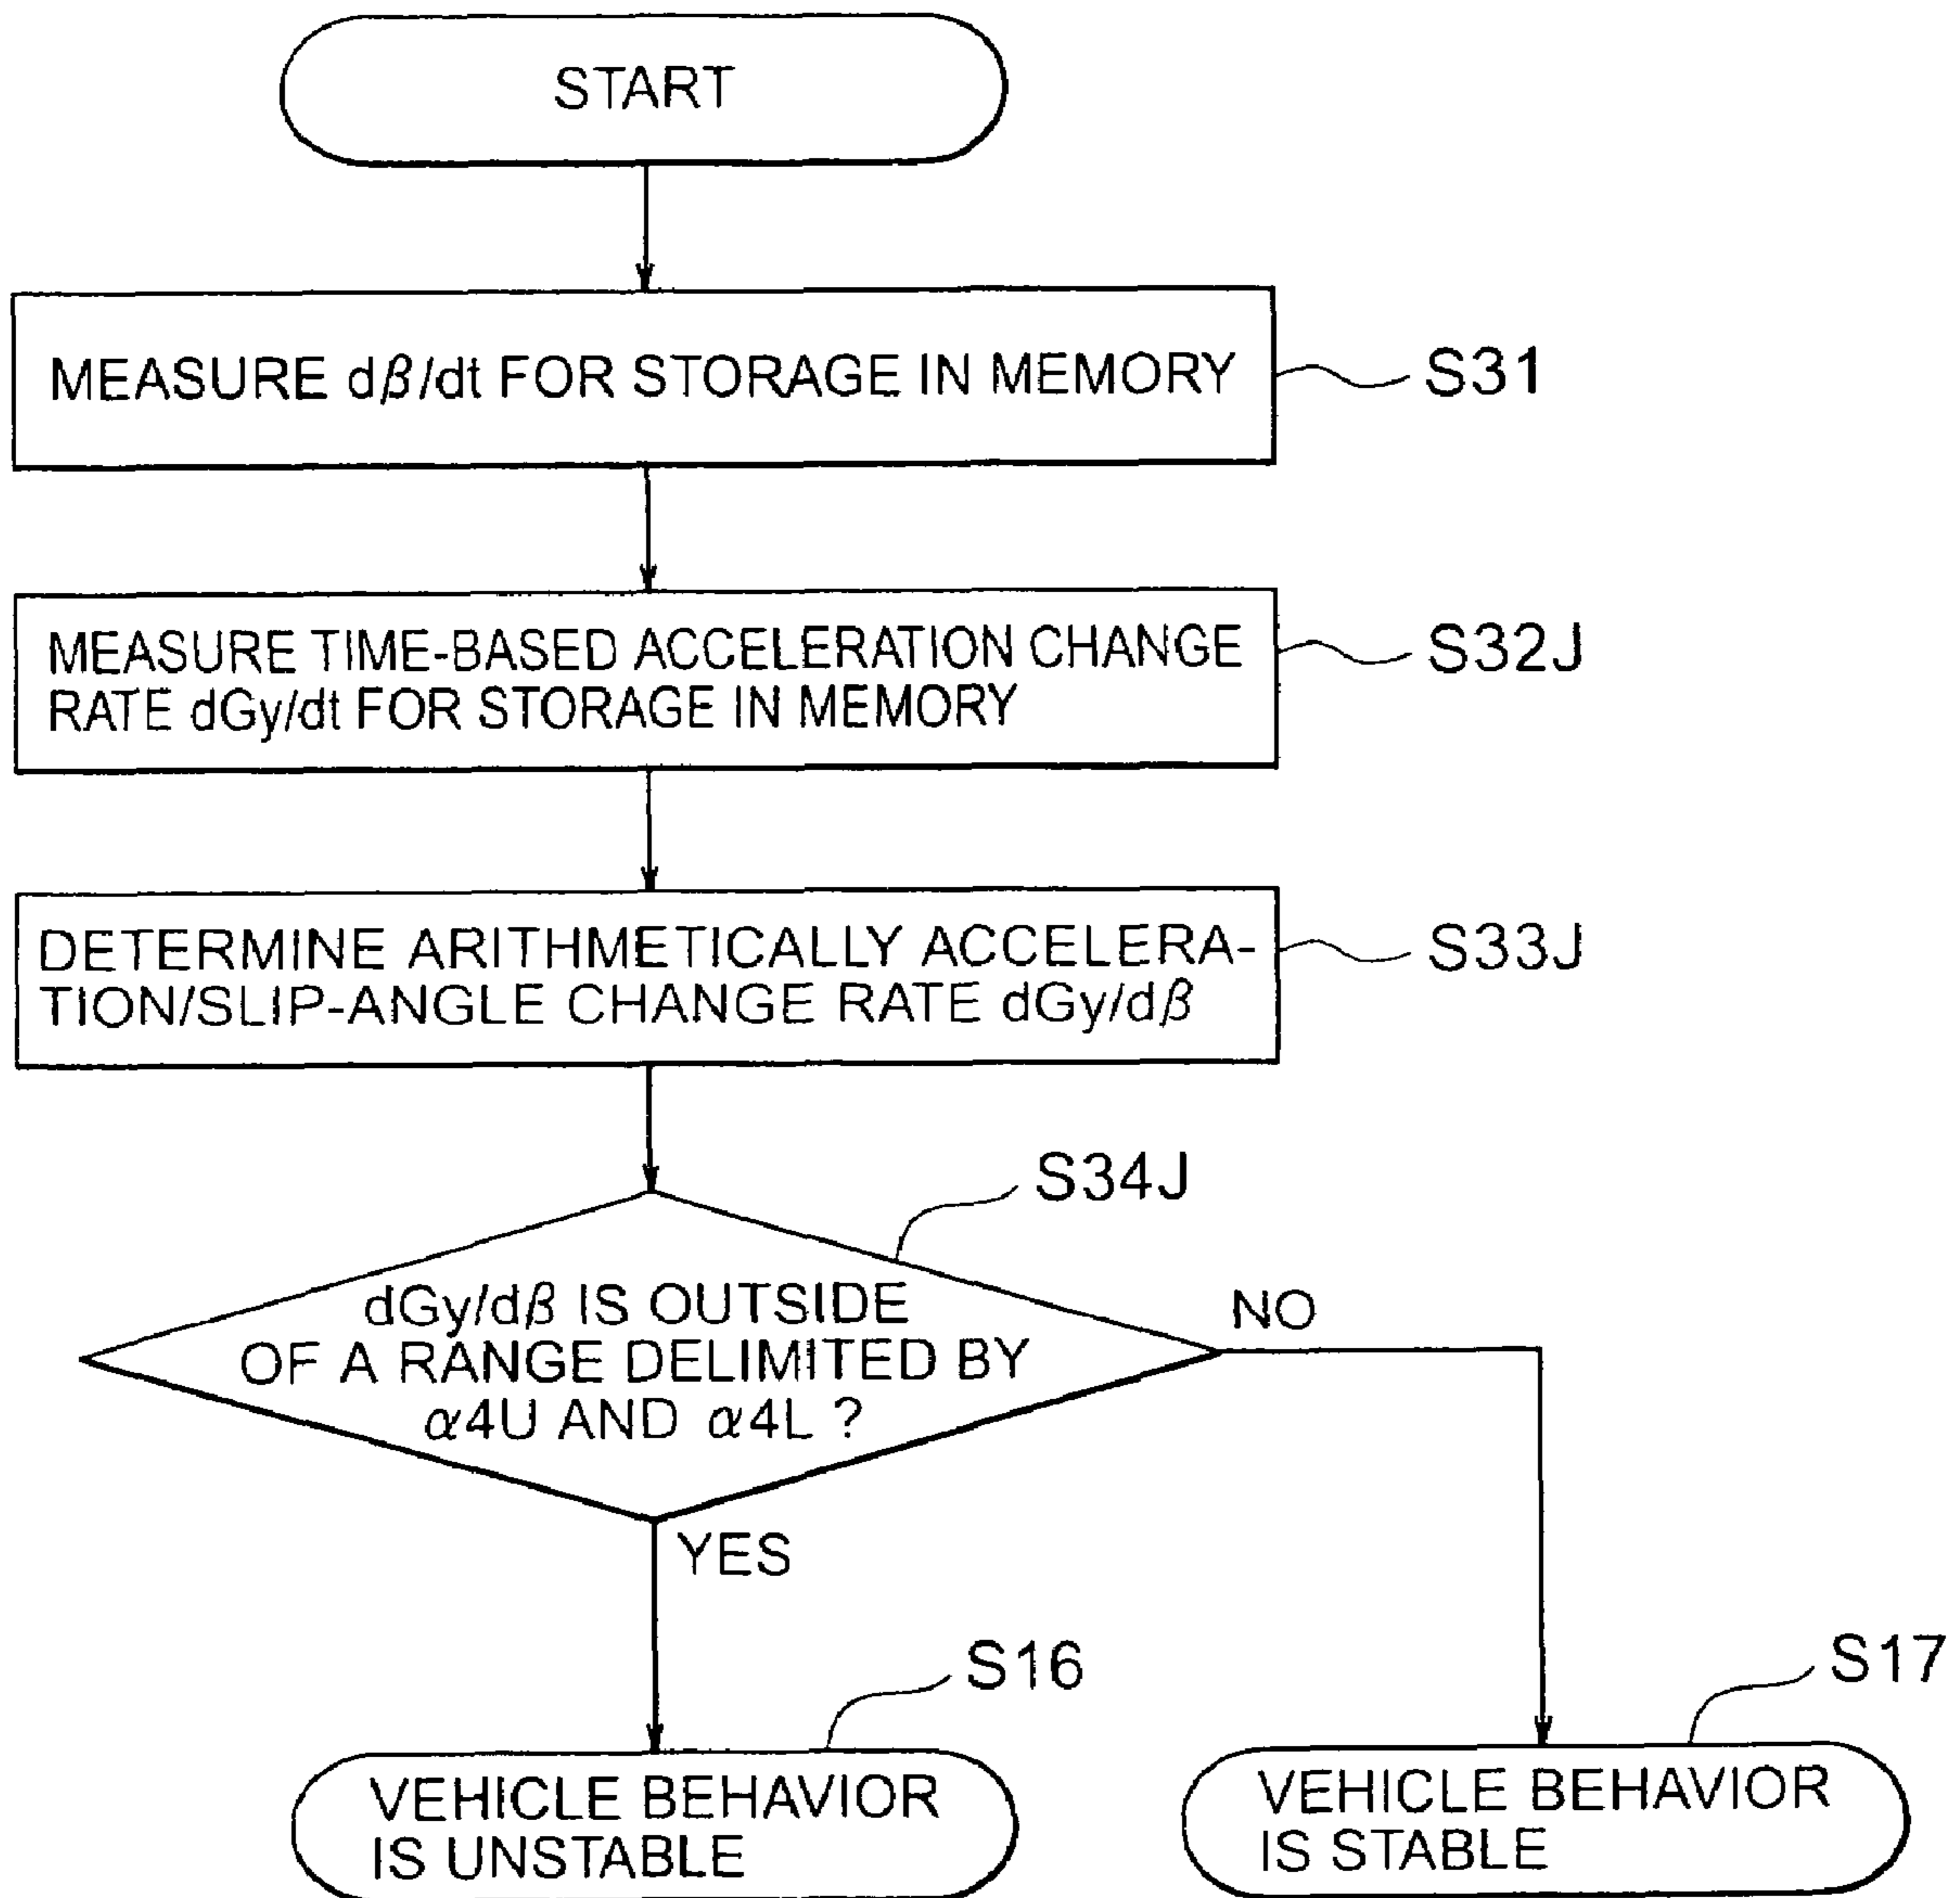 START
MEASURE dβ/dt FOR STORAGE IN MEMORY
S31
MEASURE TIME-BASED ACCELERATION CHANGE
RATE dGy/dt FOR STORAGE IN MEMORY
S32J
DETERMINE ARITHMETICALLY ACCELERA-
TION/SLIP-ANGLE CHANGE RATE dGy/dβ
S33J
S34J
dGy/dβ IS OUTSIDE
OF A RANGE DELIMITED BY
α4U AND α4L ?
NO
YES
S16
S17
VEHICLE BEHAVIOR
IS UNSTABLE
VEHICLE BEHAVIOR
IS STABLE